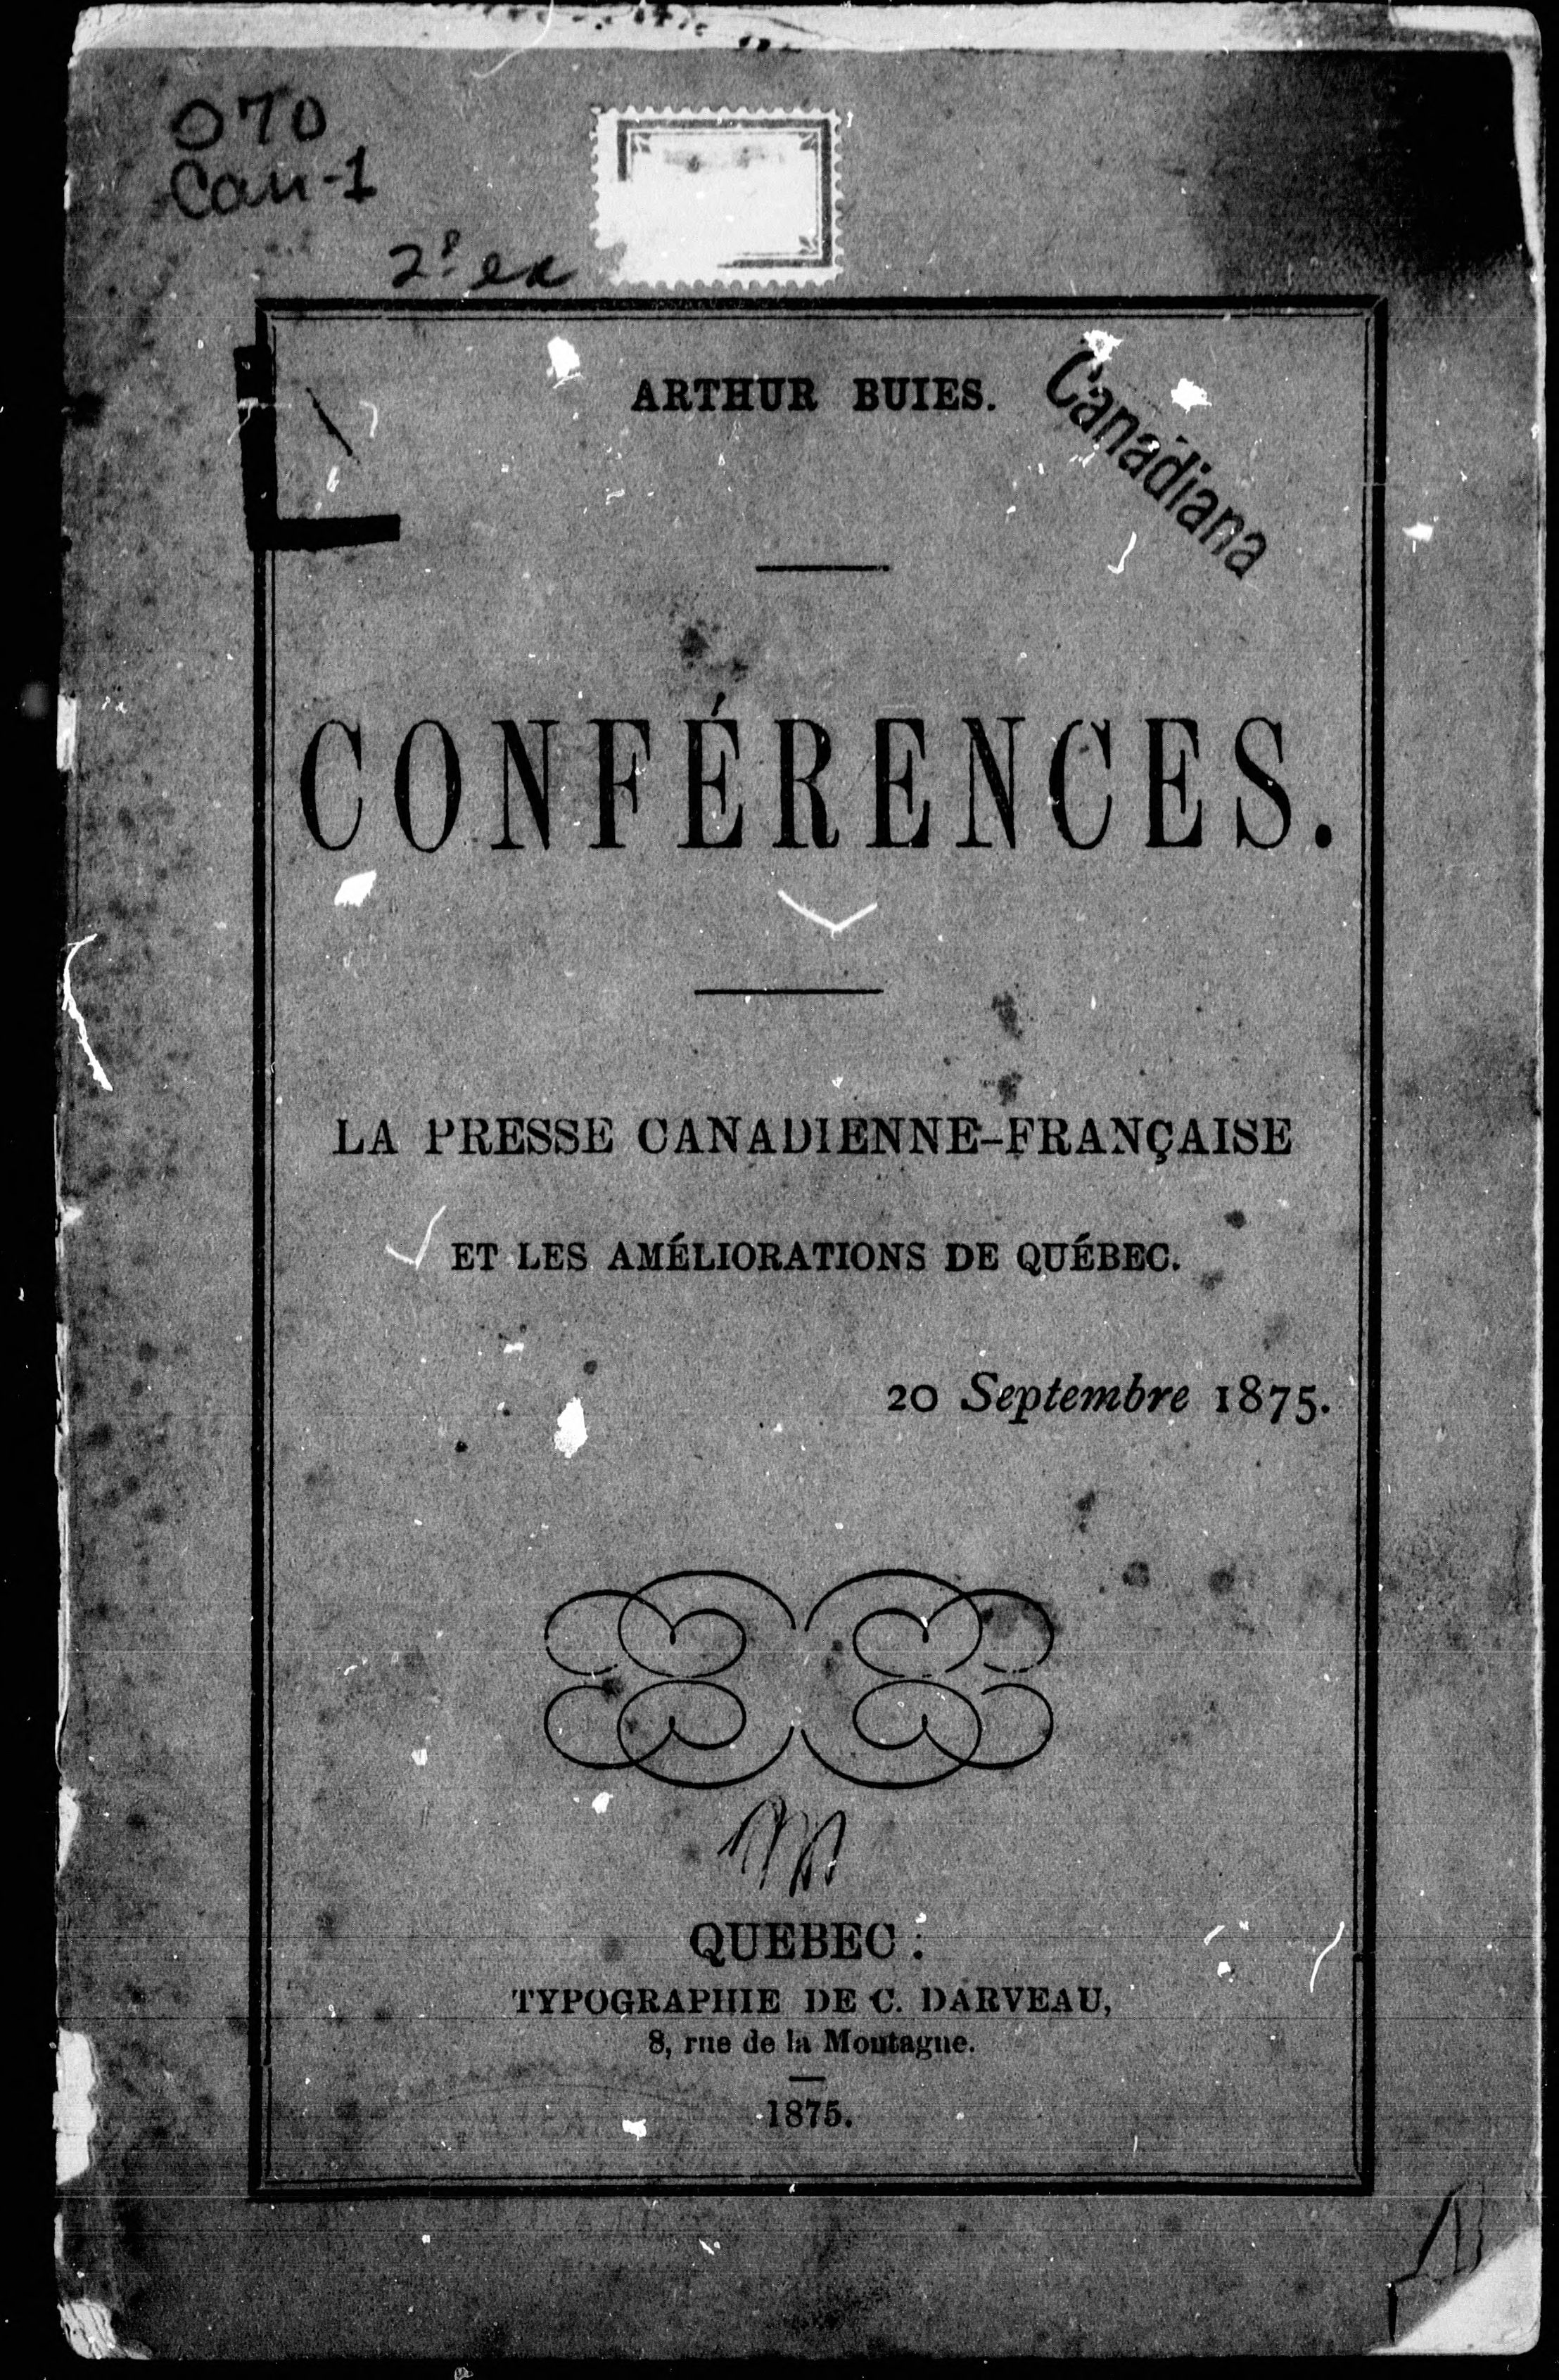 070
Can-1
2e ex
ARTHUR BUIES.
Canadiana
CONFÉRENCES.
LA PRESSE CANADIENNE-FRANÇAISE
ET LES AMÉLIORATIONS DE QUÉBEC.
20 Septembre 1875.
QUEBEC :
TYPOGRAPHIE DE C. DARVEAU,
8, rue de la Montagne.
1875.